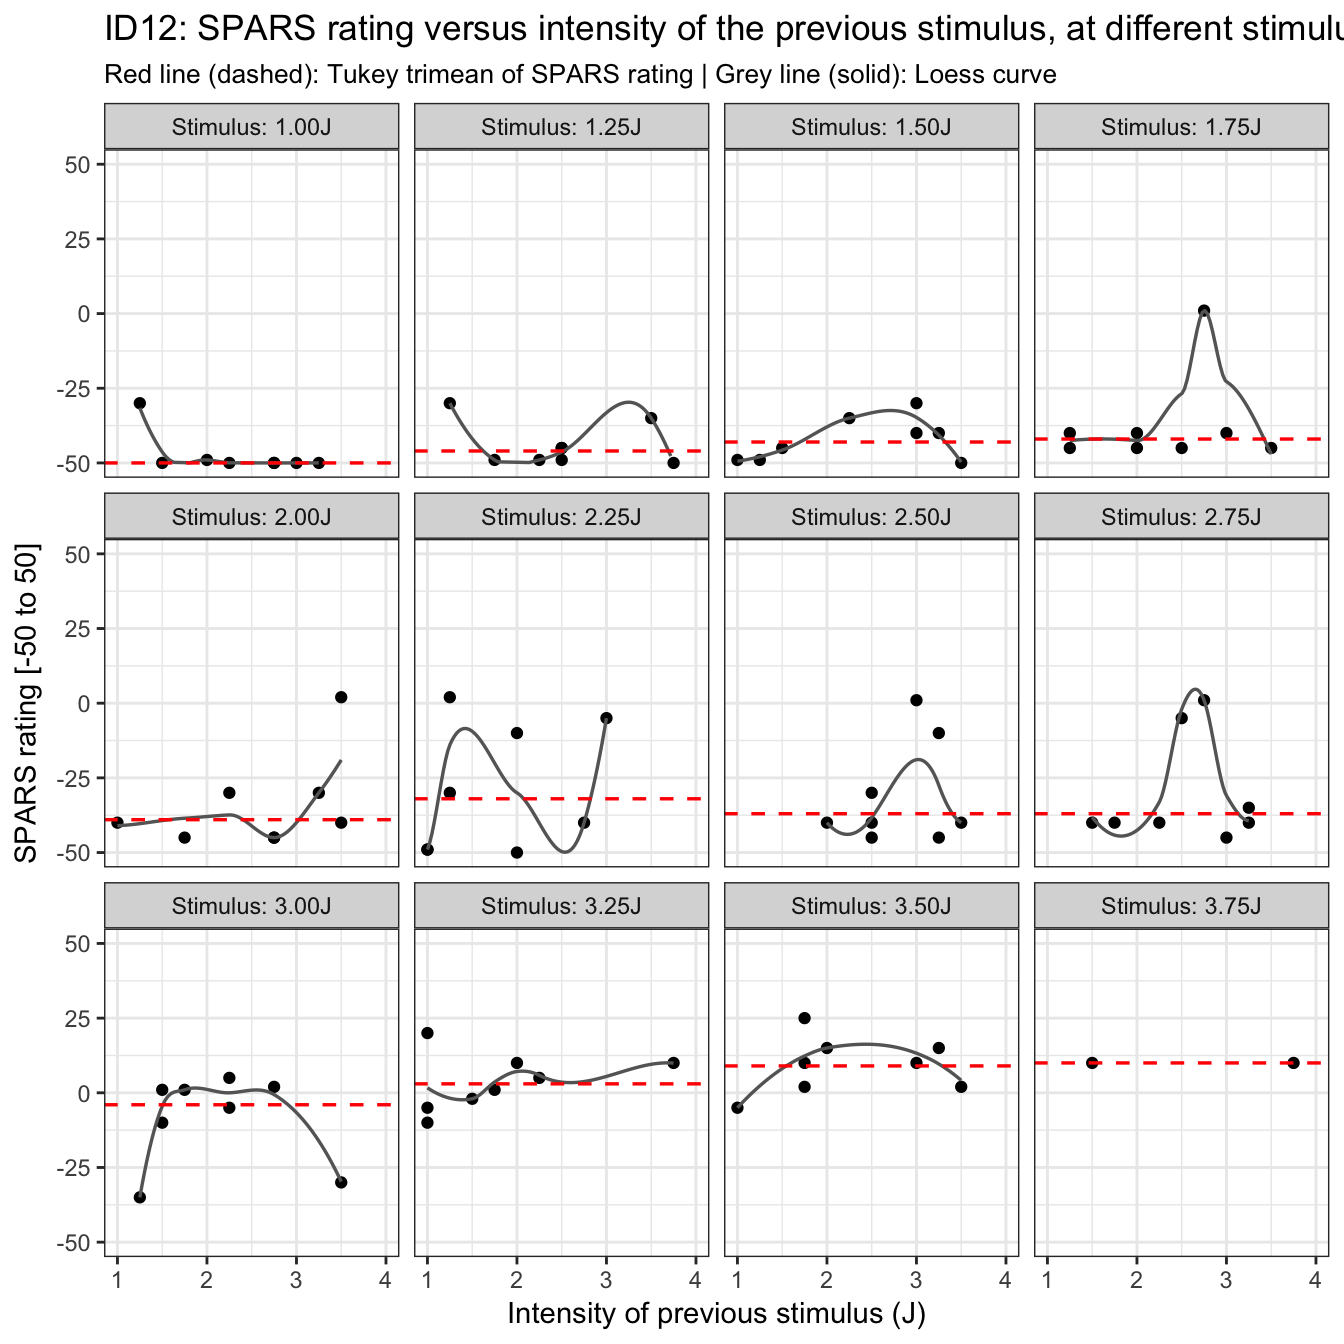 ID12: SPARS rating versus intensity of the previous stimulus, at different
Red line (dashed): Tukey trimean of SPARS rating | Grey line (solid): Loess curve
Stimulus: 1.00J
Stimulus: 1.25J
Stimulus: 1.50J
Stimulus: 1.75J
50
25
0
-25
-50
Stimulus: 2.00J
Stimulus: 2.25J
Stimulus: 2.50J
Stimulus: 2.75J
50
25
0
-25
-50
SPARS rating [-50 to 50]
Stimulus: 3.00J
Stimulus: 3.25J
Stimulus: 3.50J
Stimulus: 3.75J
50
25
0
-25
-50
1 2 3 4
1 2 3 4
1 2 3 4
1 2 3 4
Intensity of previous stimulus (J)